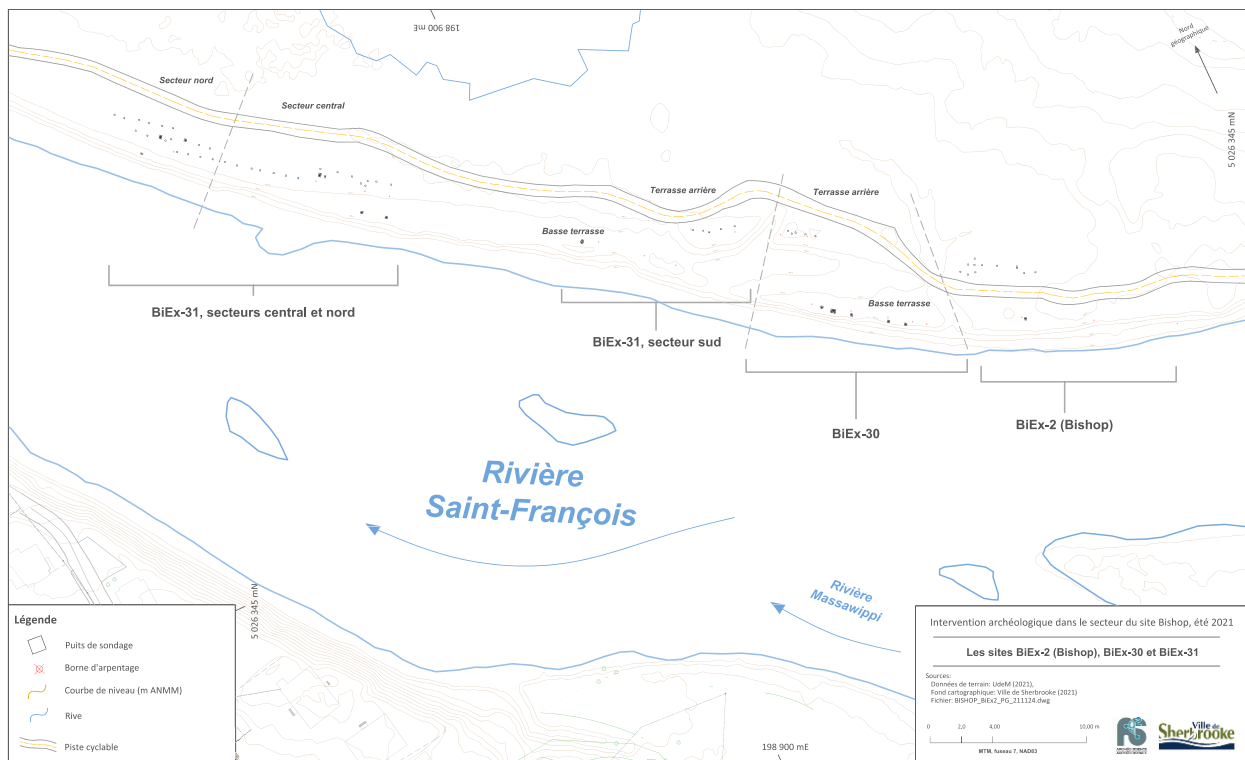 198 900 mE
Nord
géographique
5 026 345 mN
Secteur nord
Secteur central
Terrasse arrière
Terrasse arrière
Basse terrasse
Basse terrasse
BiEx-31, secteurs central et nord
BiEx-31, secteur sud
BiEx-30
BiEx-2 (Bishop)
Rivière
Saint-François
Rivière
Massawippi
5 026 345 mN
198 900 mE
Légende
Puits de sondage
Borne d'arpentage
Courbe de niveau (m ANMM)
Rive
Piste cyclable
Intervention archéologique dans le secteur du site Bishop, été 2021
Les sites BiEx-2 (Bishop), BiEx-30 et BiEx-31
Sources:
Données de terrain: UdeM (2021),
Fond cartographique: Ville de Sherbrooke (2021)
Fichier: BISHOP_BiEx2_PG_211124.dwg
0 2,0 4,00 10,00 m
MTM, fuseau 7, NAD83
Ville de
Sherbrooke